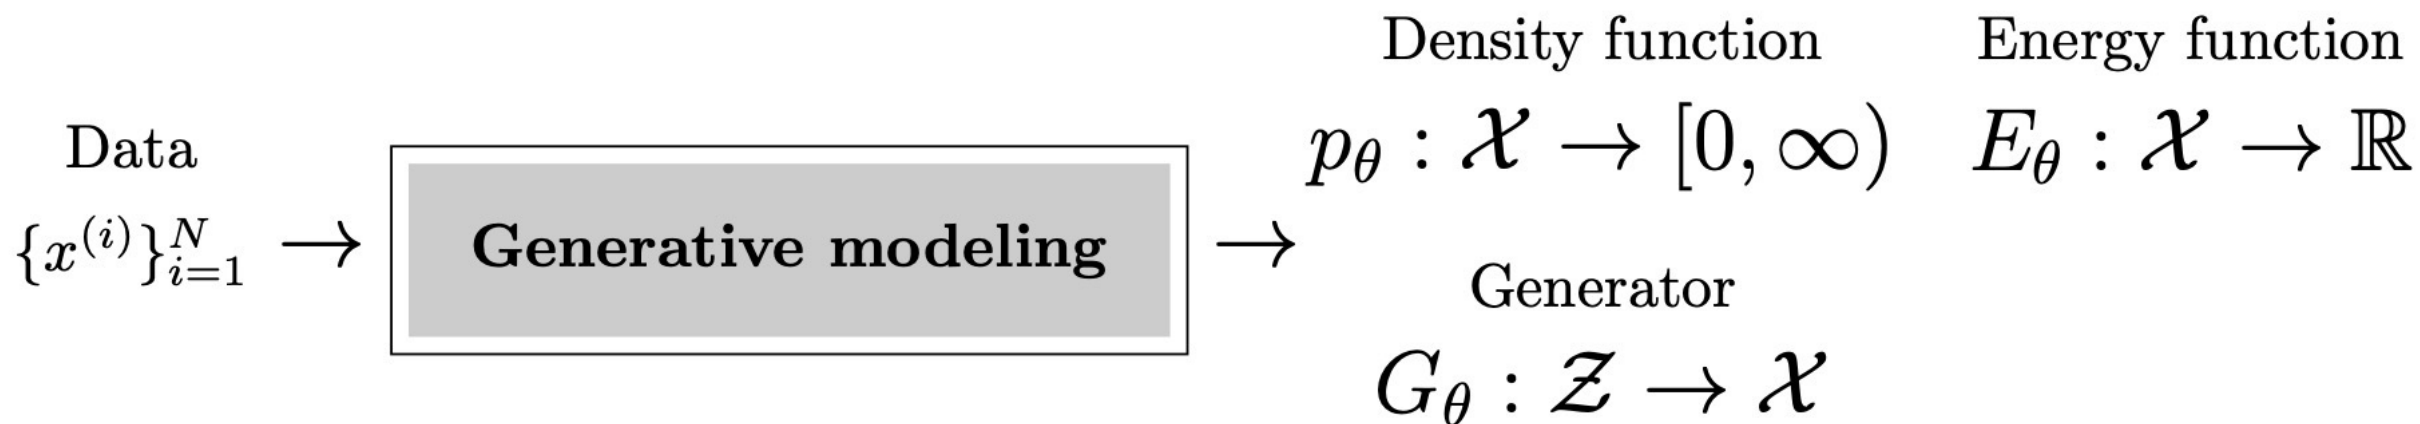 Density function
Energy function
Data
p_θ : 𝒳 → [0, ∞)
E_θ : 𝒳 → ℝ
{x^{(i)}}_{i=1}^N → Generative modeling →
Generator
G_θ : 𝒵 → 𝒳